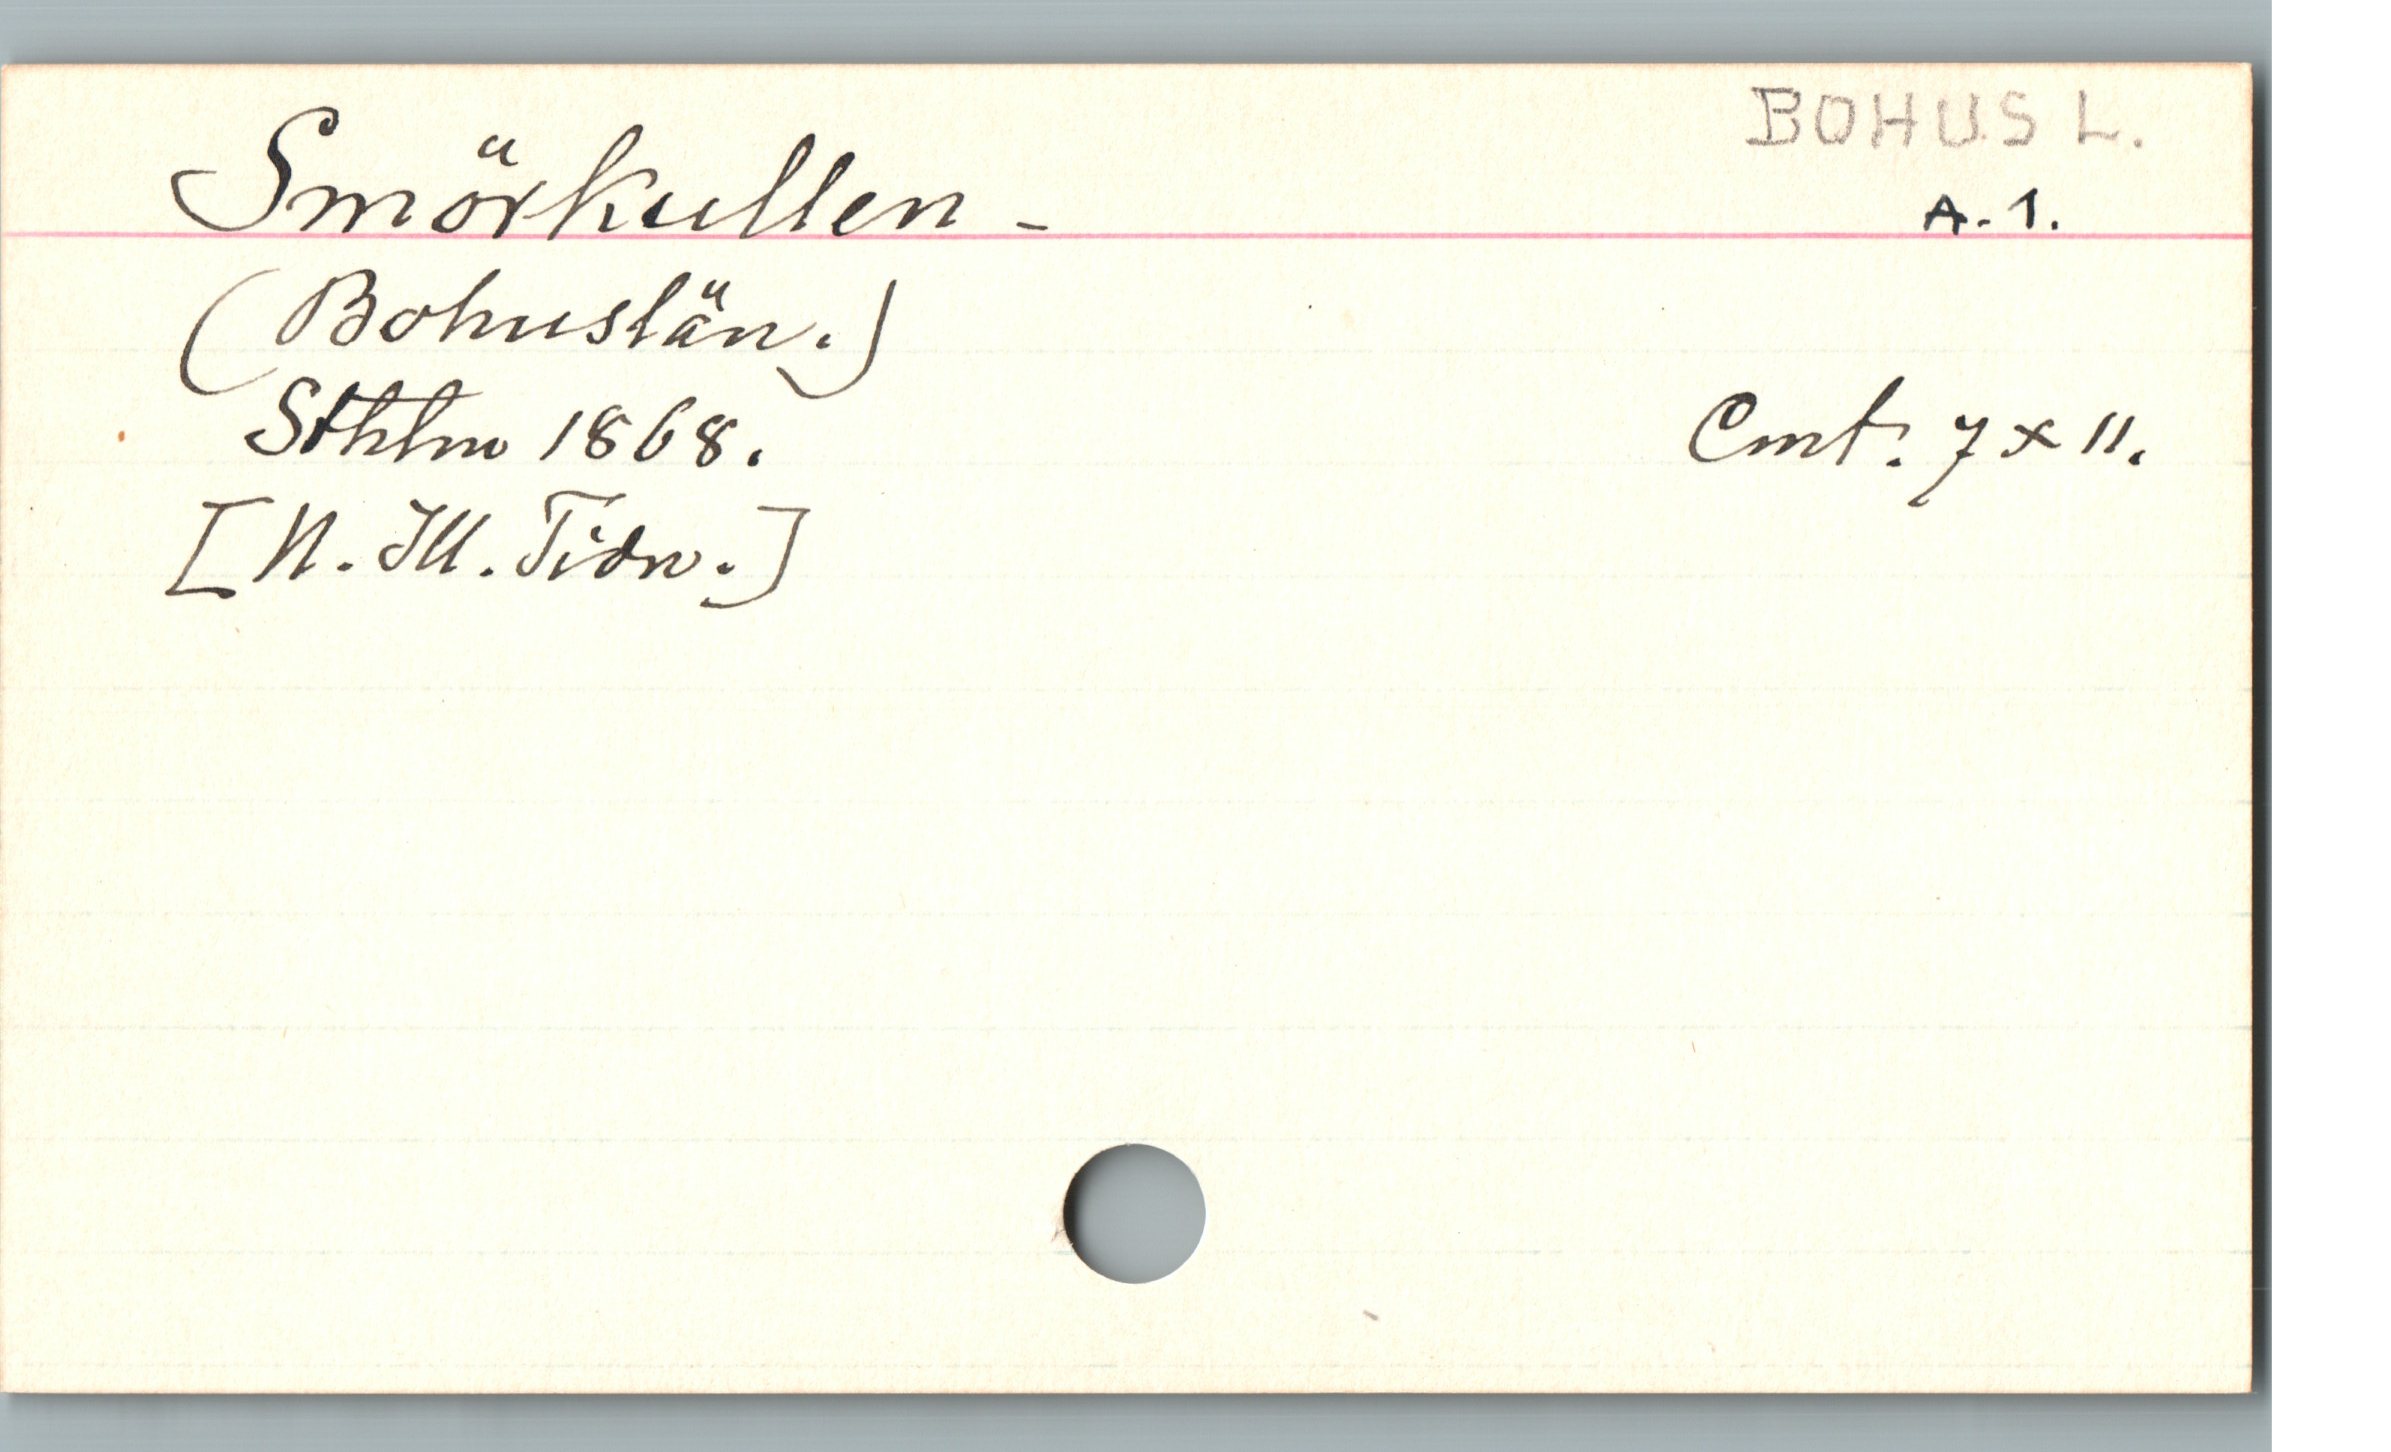 BOHUS L.
Smörkullen - A. 1.
(Bohuslän.)
Sthlm 1868. Cmt. 7 x 11.
[N. Ill. Tidn.]